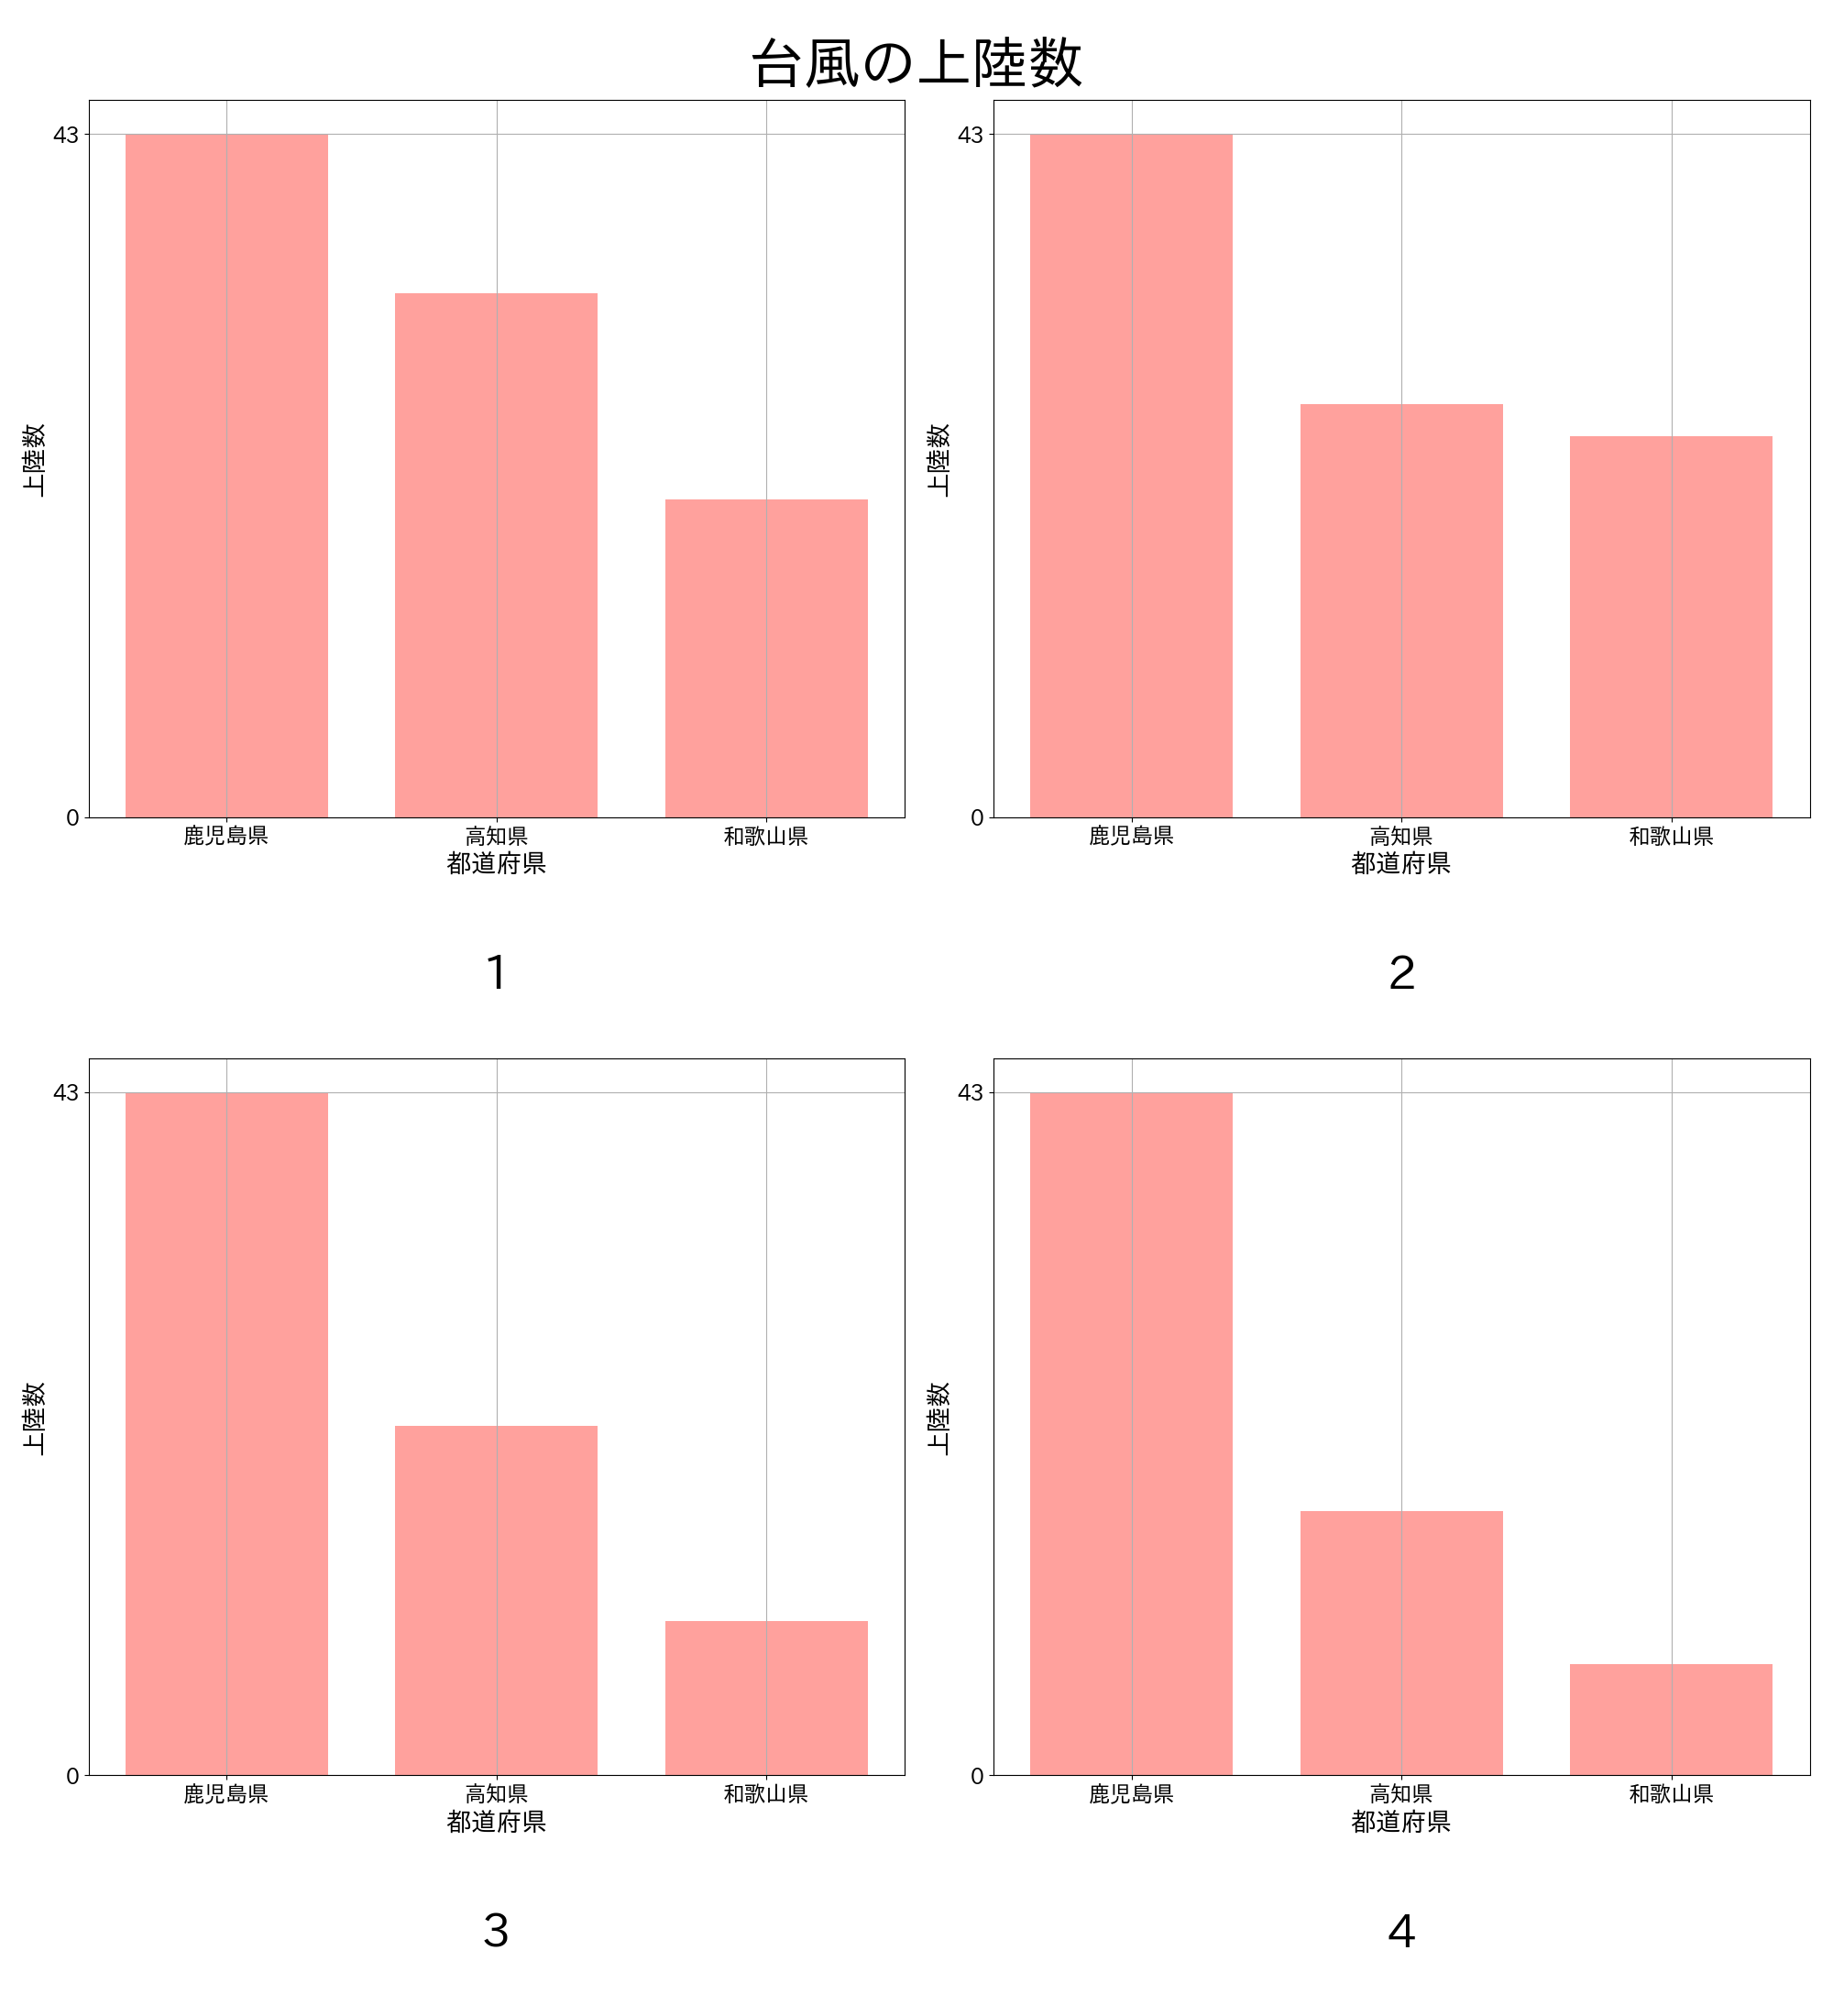 台風の上陸数
43
0
上陸数
鹿児島県 高知県 和歌山県
都道府県
1
43
0
上陸数
鹿児島県 高知県 和歌山県
都道府県
2
43
0
上陸数
鹿児島県 高知県 和歌山県
都道府県
3
43
0
上陸数
鹿児島県 高知県 和歌山県
都道府県
4